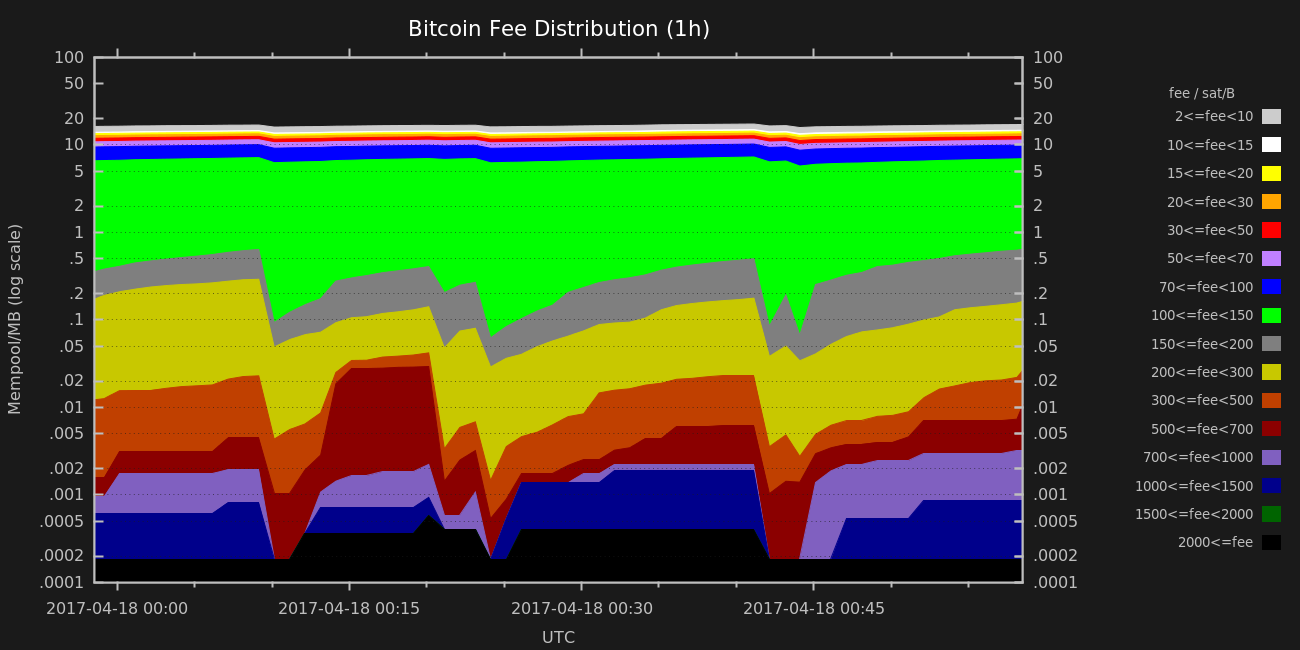 Bitcoin Fee Distribution (1h)
100
50
20
10
5
2
1
.5
.2
.1
.05
.02
.01
.005
.002
.001
.0005
.0002
.0001
Mempool/MB (log scale)
100
50
20
10
5
2
1
.5
.2
.1
.05
.02
.01
.005
.002
.001
.0005
.0002
.0001
2017-04-18 00:00
2017-04-18 00:15
2017-04-18 00:30
2017-04-18 00:45
UTC
fee / sat/B
2<=fee<10
10<=fee<15
15<=fee<20
20<=fee<30
30<=fee<50
50<=fee<70
70<=fee<100
100<=fee<150
150<=fee<200
200<=fee<300
300<=fee<500
500<=fee<700
700<=fee<1000
1000<=fee<1500
1500<=fee<2000
2000<=fee